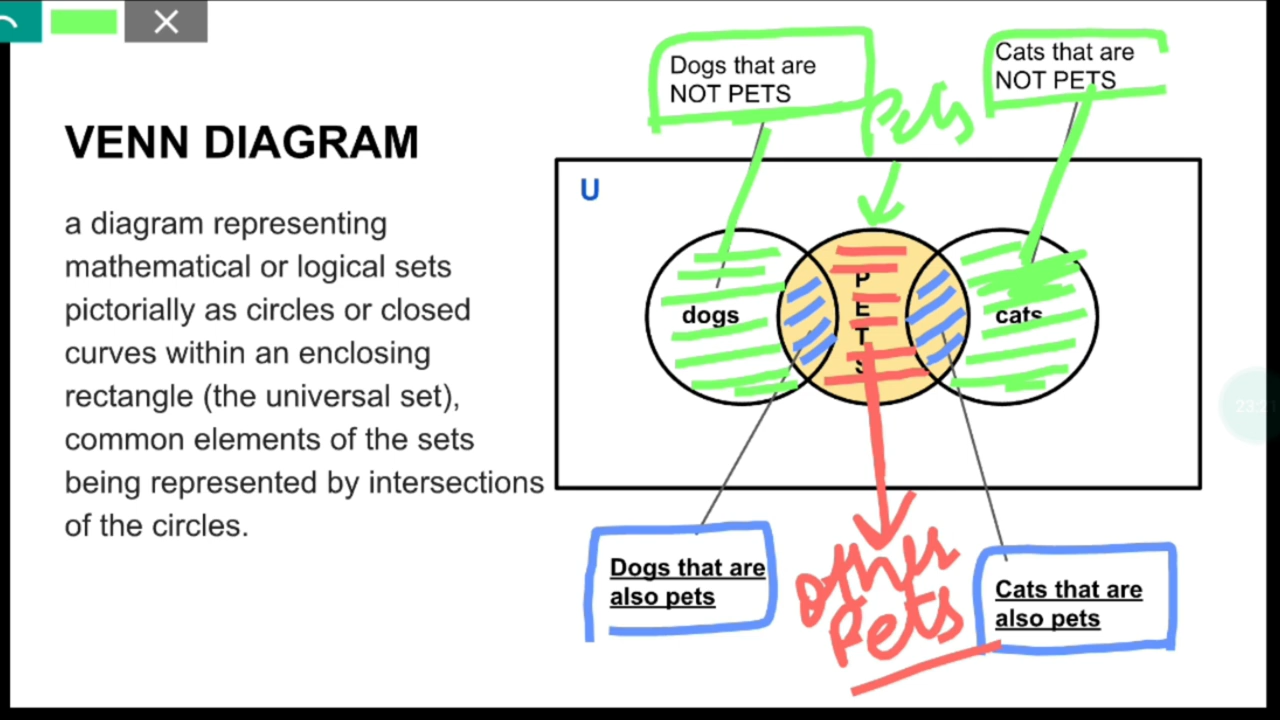 VENN DIAGRAM
a diagram representing
mathematical or logical sets
pictorially as circles or closed
curves within an enclosing
rectangle (the universal set),
common elements of the sets
being represented by intersections
of the circles.
Dogs that are
NOT PETS
Pets
Cats that are
NOT PETS
U
dogs
P
E
T
S
cats
Dogs that are
also pets
Other
Pets
Cats that are
also pets